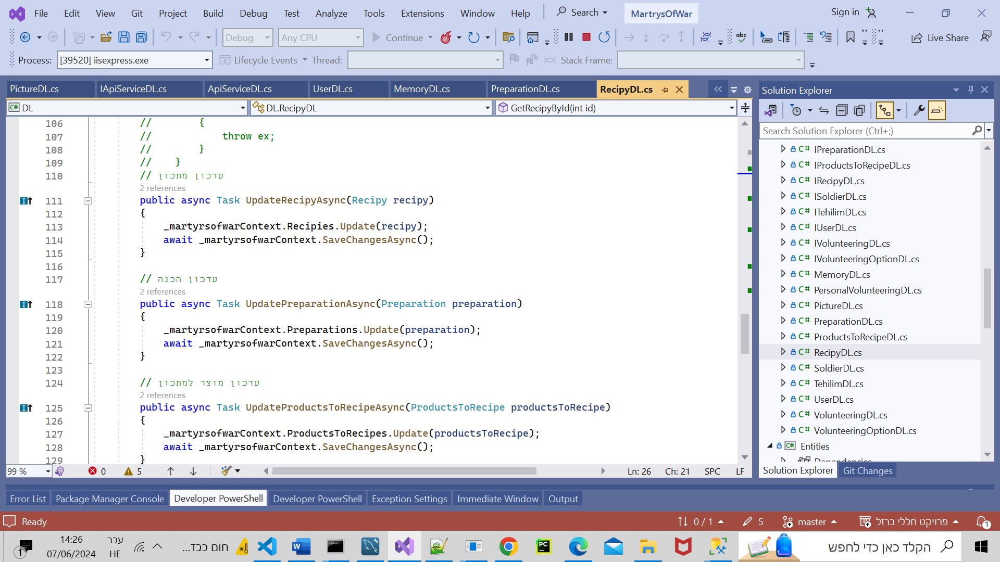 File Edit View Git Project Build Debug Test Analyze Tools Extensions Window Help Search MartrysOfWar Sign in
Debug Any CPU Continue Live Share
Process: [39520] iisexpress.exe Lifecycle Events Thread: Stack Frame:
PictureDL.cs IApiServiceDL.cs ApiServiceDL.cs UserDL.cs MemoryDL.cs PreparationDL.cs RecipyDL.cs
DL DL.RecipyDL GetRecipyById(int id)
106 // {
107 // throw ex;
108 // }
109 // }
110 // עדכון מתכון
2 references
111 public async Task UpdateRecipyAsync(Recipy recipy)
112 {
113 _martyrsofwarContext.Recipies.Update(recipy);
114 await _martyrsofwarContext.SaveChangesAsync();
115 }
116
117 // עדכון הכנה
2 references
118 public async Task UpdatePreparationAsync(Preparation preparation)
119 {
120 _martyrsofwarContext.Preparations.Update(preparation);
121 await _martyrsofwarContext.SaveChangesAsync();
122 }
123
124 // עדכון מוצר למתכון
2 references
125 public async Task UpdateProductsToRecipeAsync(ProductsToRecipe productsToRecipe)
126 {
127 _martyrsofwarContext.ProductsToRecipes.Update(productsToRecipe);
128 await _martyrsofwarContext.SaveChangesAsync();
129 }
99 % 0 5 Ln: 26 Ch: 21 SPC LF
Solution Explorer
Search Solution Explorer (Ctrl+;)
C# IPreparationDL.cs
C# IProductsToRecipeDL.cs
C# IRecipyDL.cs
C# ISoldierDL.cs
C# ITehilimDL.cs
C# IUserDL.cs
C# IVolunteeringDL.cs
C# IVolunteeringOptionDL.cs
C# MemoryDL.cs
C# PersonalVolunteeringDL.cs
C# PictureDL.cs
C# PreparationDL.cs
C# ProductsToRecipeDL.cs
C# RecipyDL.cs
C# SoldierDL.cs
C# TehilimDL.cs
C# UserDL.cs
C# VolunteeringDL.cs
C# VolunteeringOptionDL.cs
C# Entities
Dependencies
Solution Explorer Git Changes
Error List Package Manager Console Developer PowerShell Developer PowerShell Exception Settings Immediate Window Output
Ready 0 / 1 5 master פרויקט חללי ברזל 1
14:26
07/06/2024
עבר
HE
חום כבד...
הקלד כאן כדי לחפש